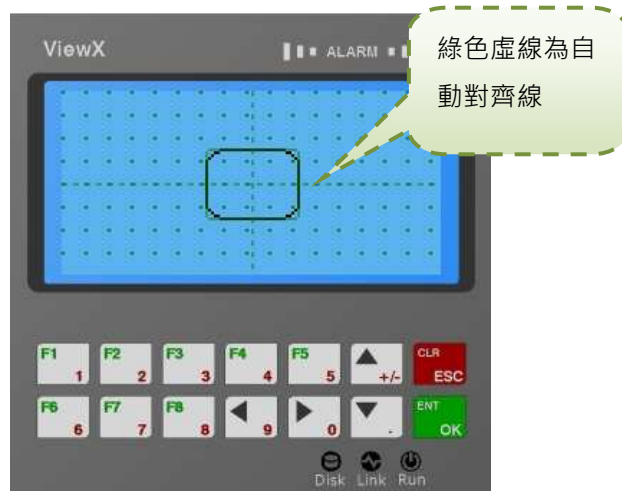 ViewX
ALARM
綠色虛線為自
動對齊線
F1 1
F2 2
F3 3
F4 4
F5 5
+/-
CLR ESC
F6 6
F7 7
F8 8
9
0
.
ENT OK
Disk Link Run